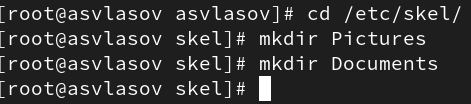 [root@asvlasov asvlasov]# cd /etc/skel/
[root@asvlasov skel]# mkdir Pictures
[root@asvlasov skel]# mkdir Documents
[root@asvlasov skel]#